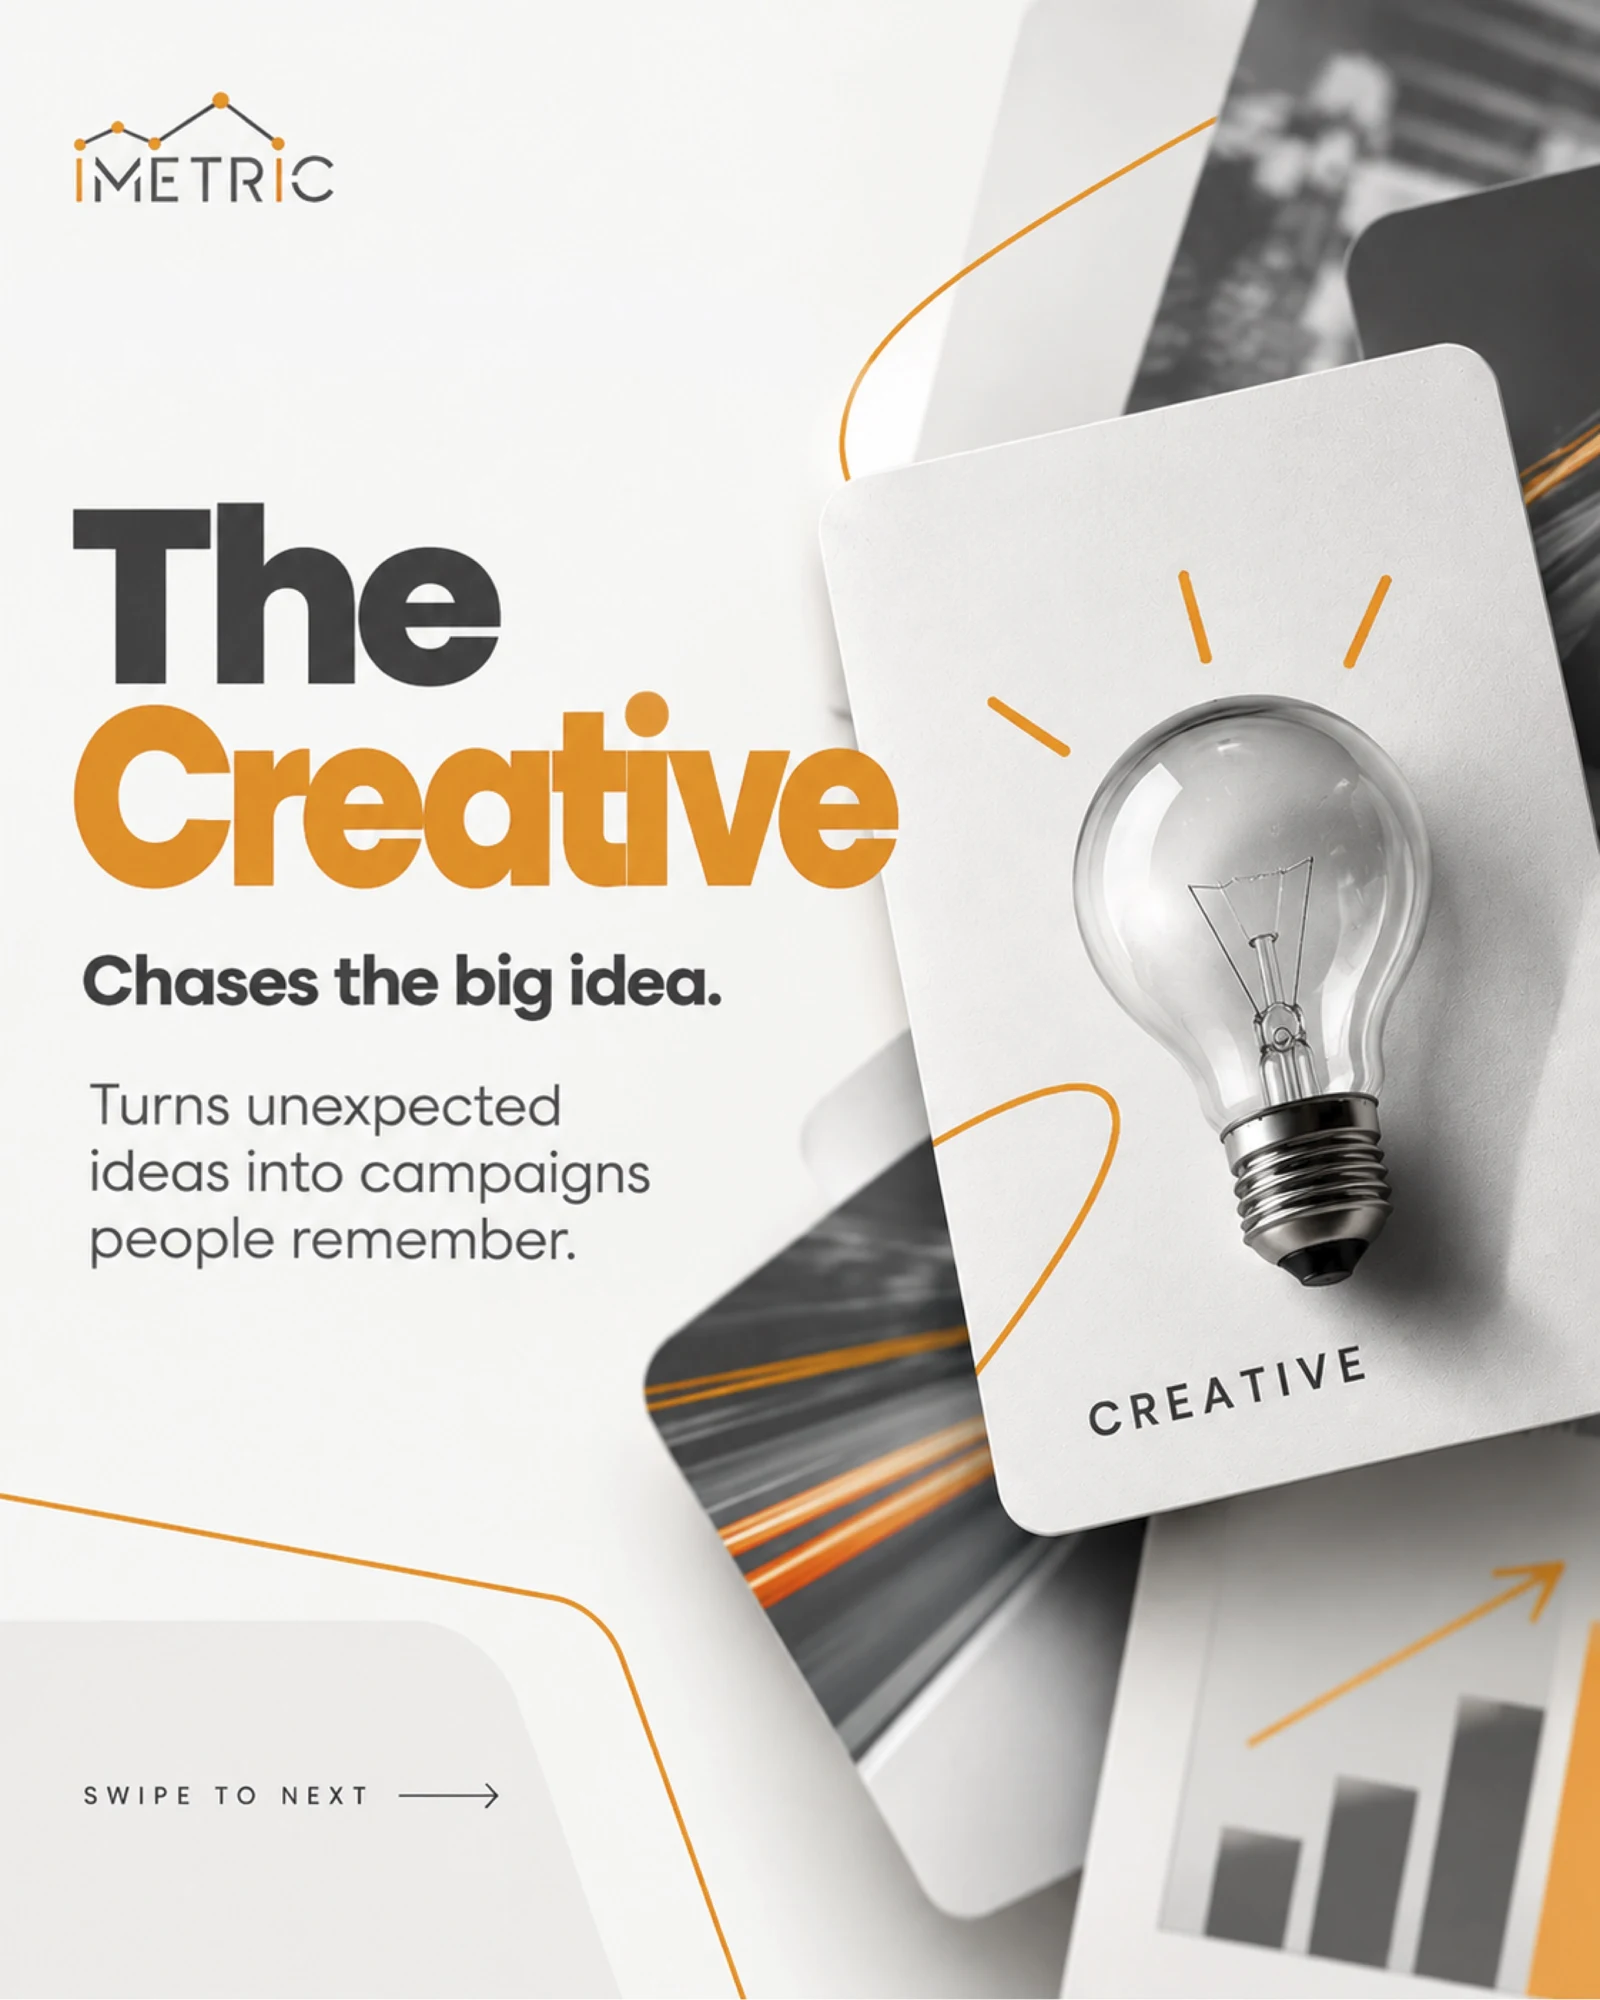 iMETRiC
The
Creative
Chases the big idea.
Turns unexpected
ideas into campaigns
people remember.
CREATIVE
SWIPE TO NEXT